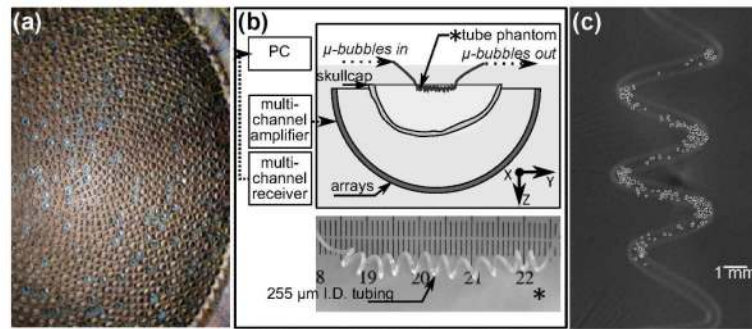 (a)
(b)
PC
multi-
channel
amplifier
multi-
channel
receiver
*tube phantom
μ-bubbles in
μ-bubbles out
skullcap
arrays
X
Y
Z
18 19 20 21 22
255 μm I.D. tubing
*
(c)
1 mm